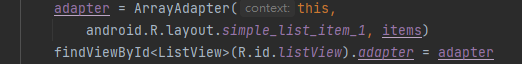 adapter = ArrayAdapter( context: this,
android.R.layout.simple_list_item_1, items)
findViewById<ListView>(R.id.listView).adapter = adapter